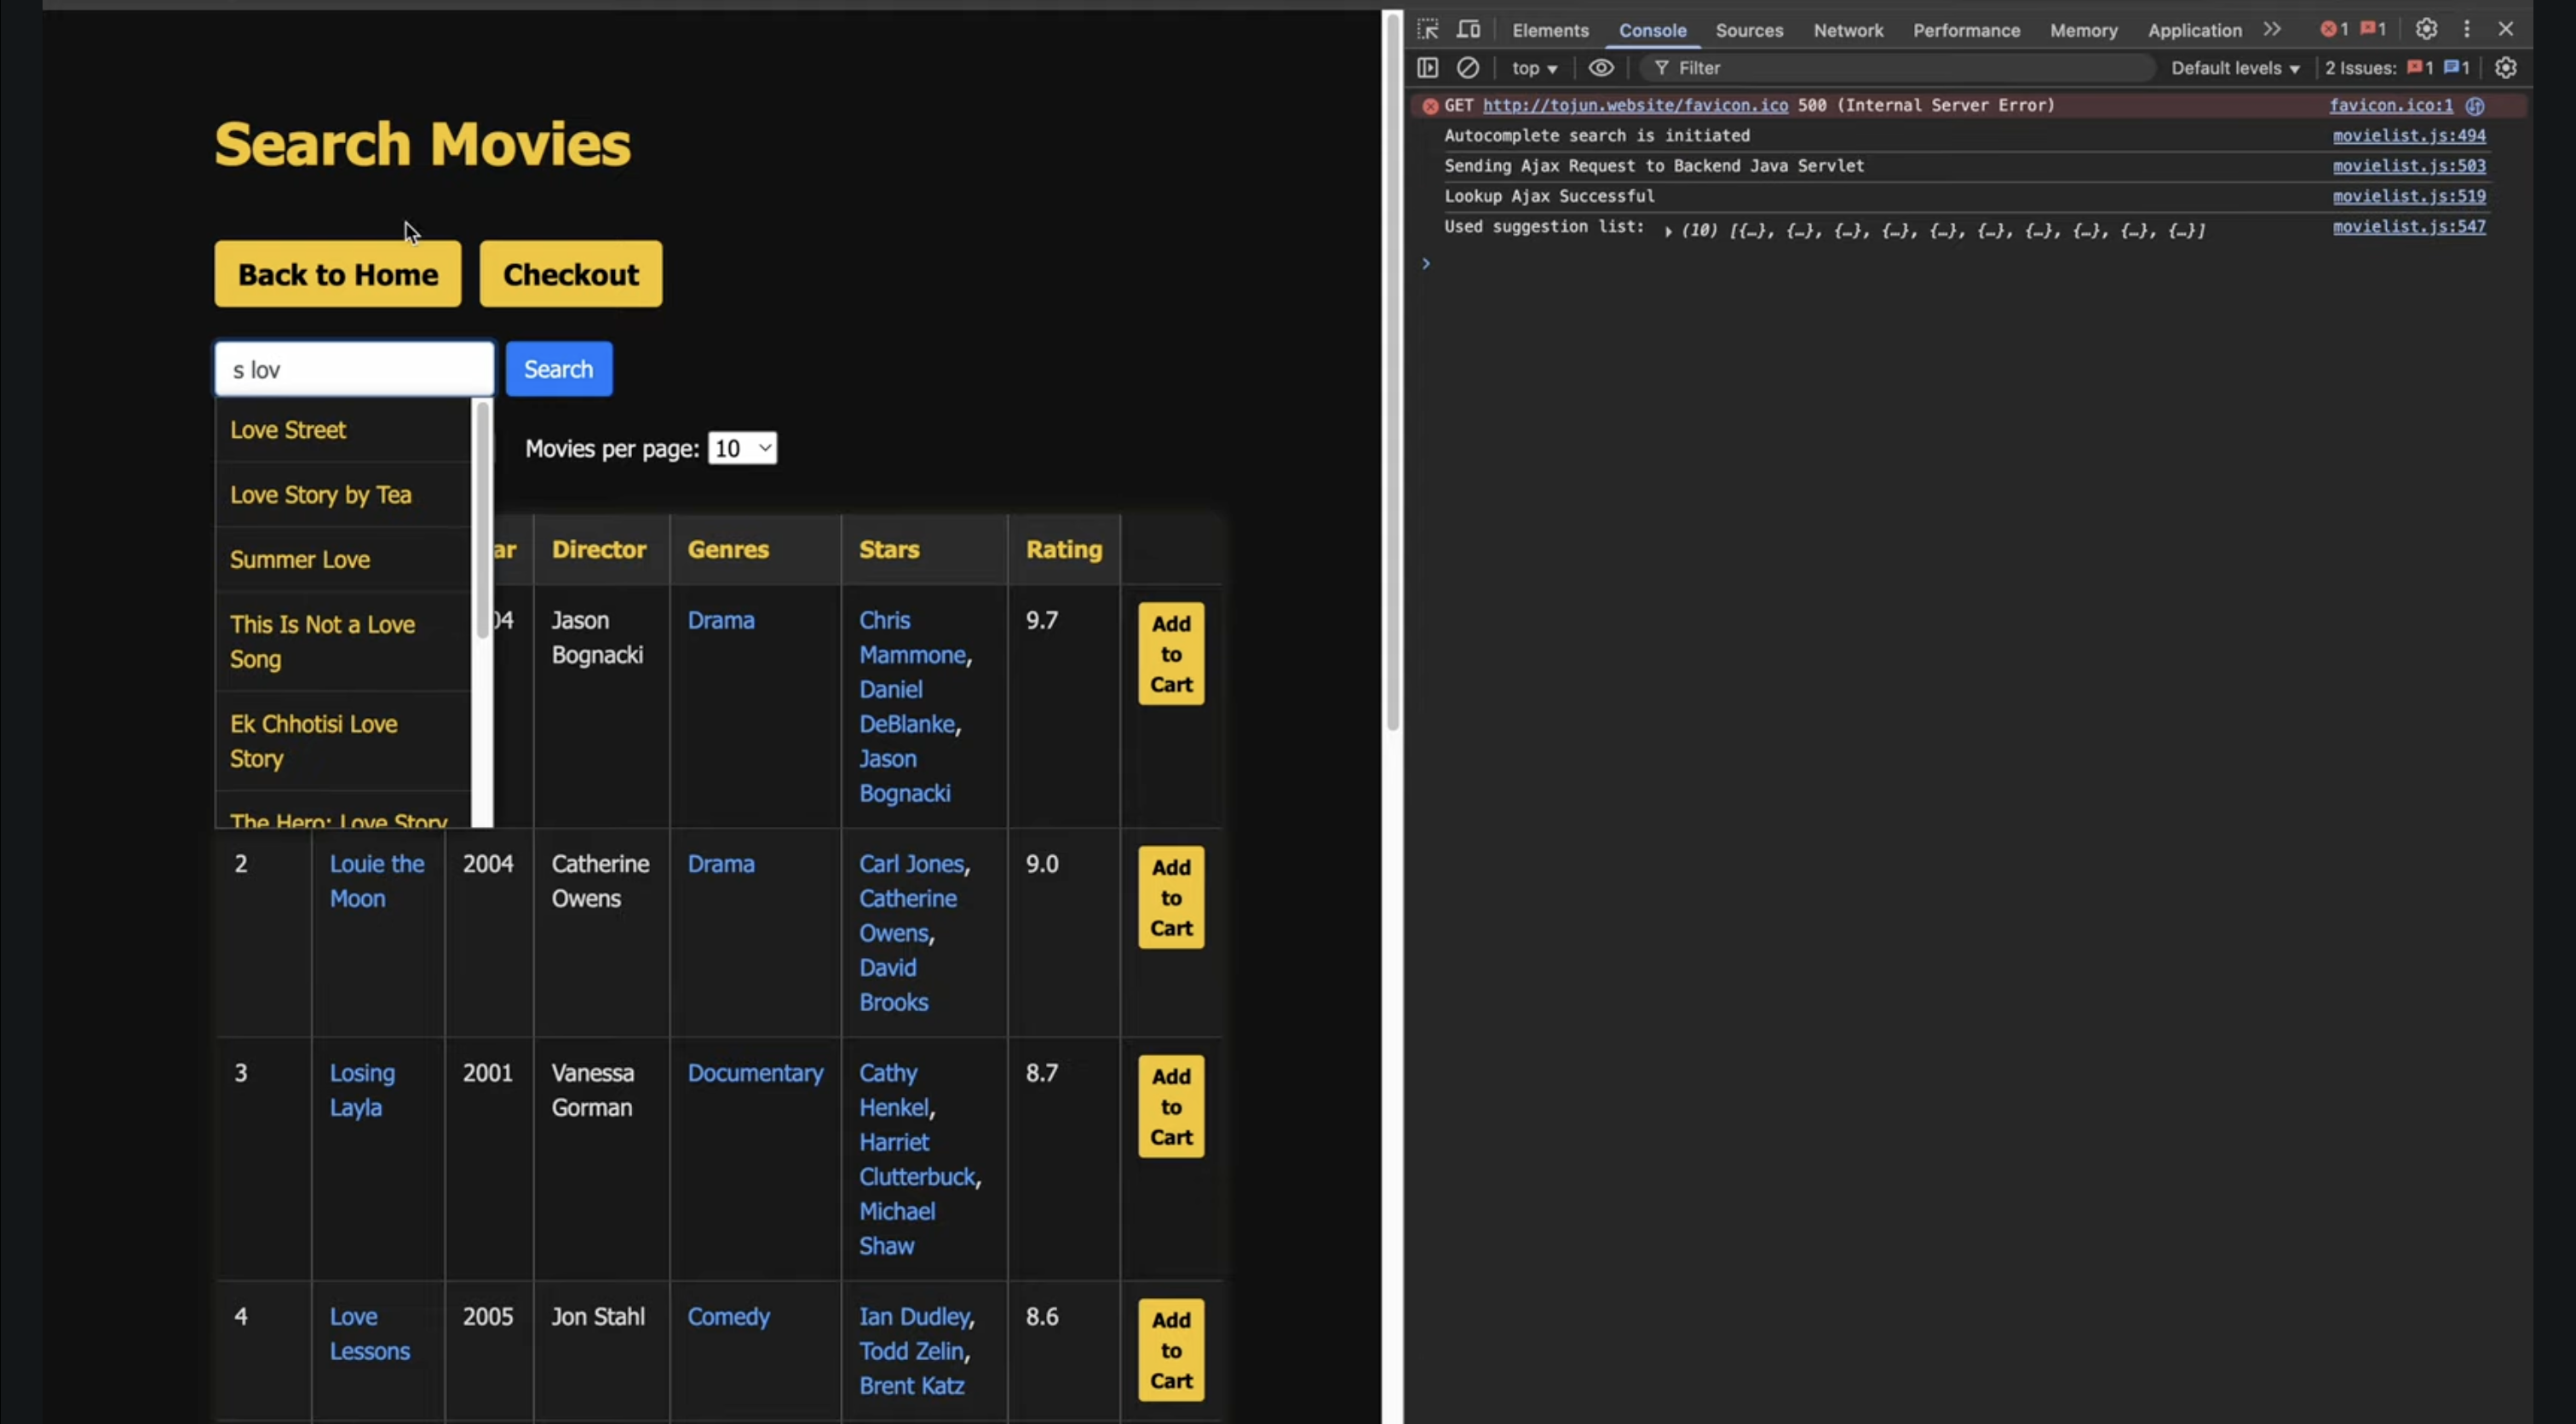 Search Movies
Back to Home
Checkout
s lov
Search
Love Street
Love Story by Tea
Summer Love
This Is Not a Love
Song
Ek Chhotisi Love
Story
The Hero: Love Story
Movies per page: 10
ar Director Genres Stars Rating
04 Jason Drama Chris 9.7 Add
Bognacki Mammone, to
Daniel Cart
DeBlanke,
Jason
Bognacki
2 Louie the 2004 Catherine Drama Carl Jones, 9.0 Add
Moon Owens Catherine to
Owens, Cart
David
Brooks
3 Losing 2001 Vanessa Documentary Cathy 8.7 Add
Layla Gorman Henkel, to
Harriet Cart
Clutterbuck,
Michael
Shaw
4 Love 2005 Jon Stahl Comedy Ian Dudley, 8.6 Add
Lessons Todd Zelin, to
Brent Katz Cart
Elements Console Sources Network Performance Memory Application 1 1
top Filter Default levels 2 Issues: 1 1
GET http://tojun.website/favicon.ico 500 (Internal Server Error) favicon.ico:1
Autocomplete search is initiated movielist.js:494
Sending Ajax Request to Backend Java Servlet movielist.js:503
Lookup Ajax Successful movielist.js:519
Used suggestion list: (10) [{…}, {…}, {…}, {…}, {…}, {…}, {…}, {…}, {…}, {…}] movielist.js:547